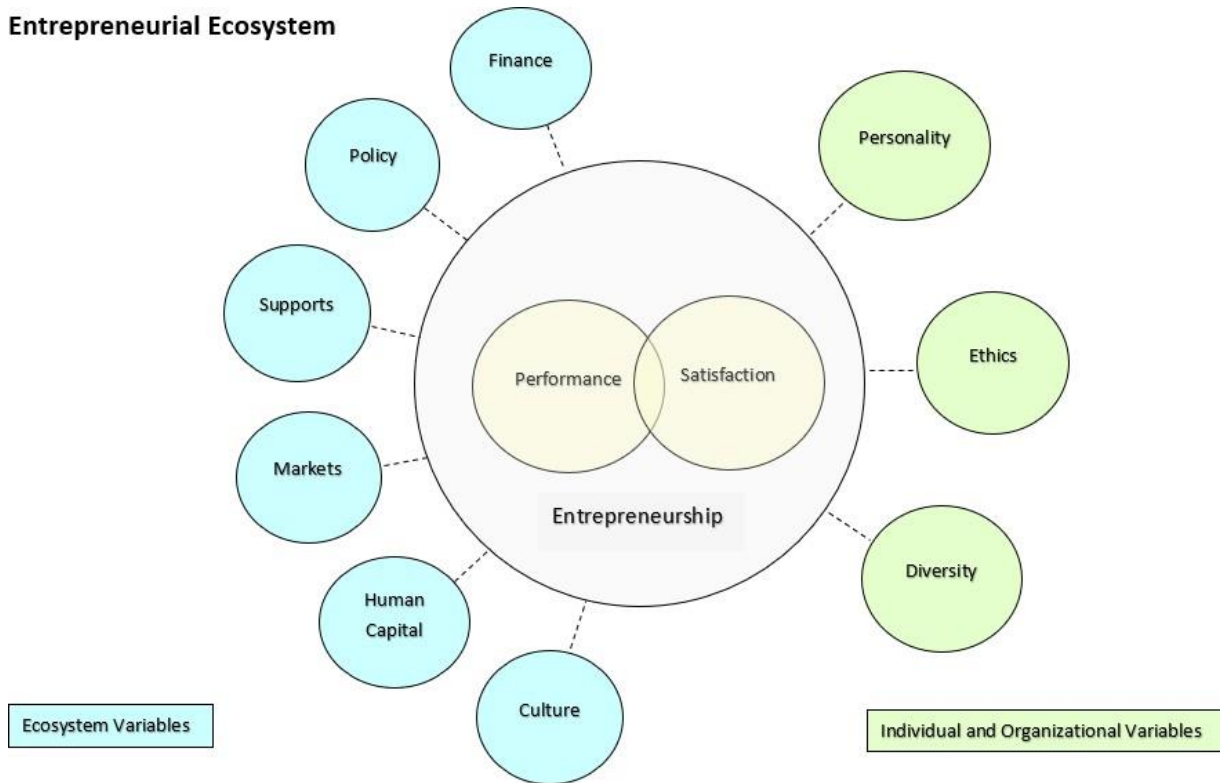 Entrepreneurial Ecosystem
Finance
Personality
Policy
Supports
Ethics
Performance
Satisfaction
Markets
Entrepreneurship
Diversity
Human
Capital
Culture
Ecosystem Variables
Individual and Organizational Variables